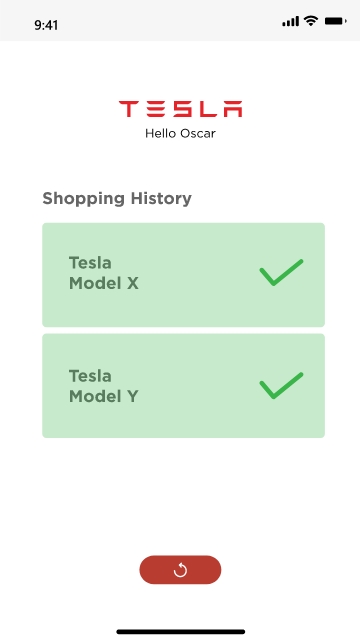 9:41
TESLA
Hello Oscar
Shopping History
Tesla
Model X
Tesla
Model Y